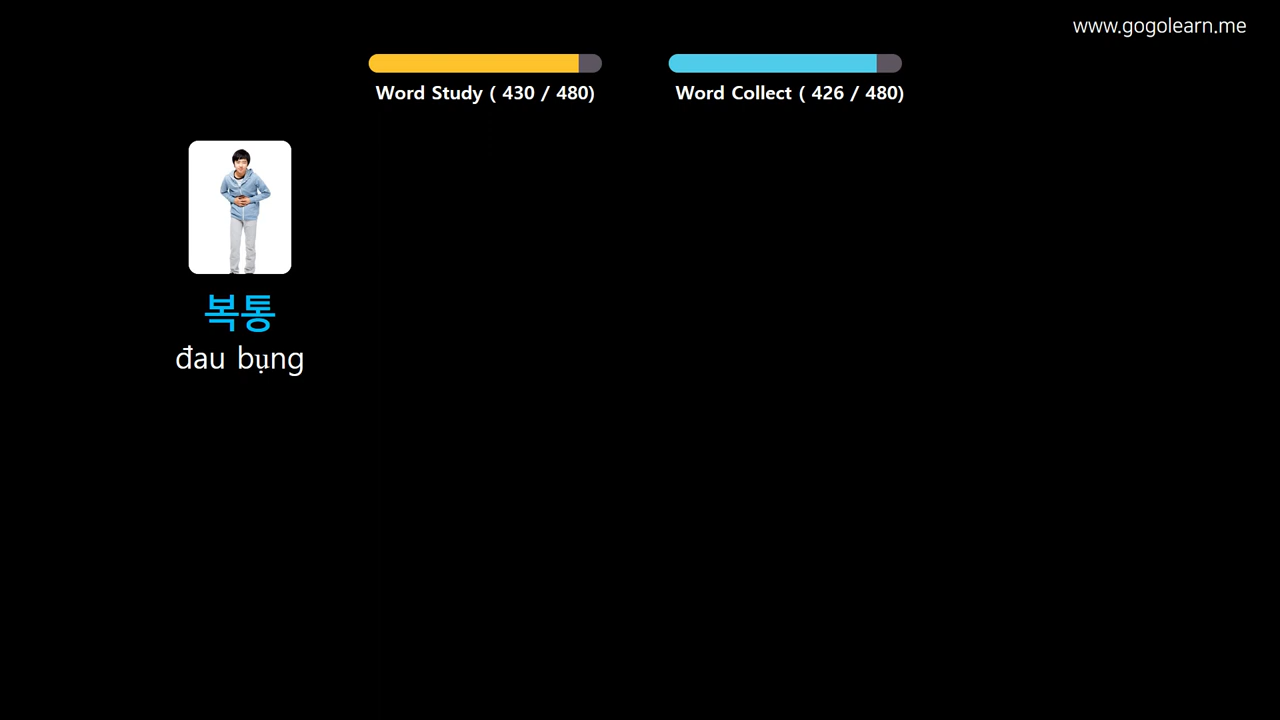 www.gogolearn.me
Word Study ( 430 / 480)
Word Collect ( 426 / 480)
복통
đau bụng